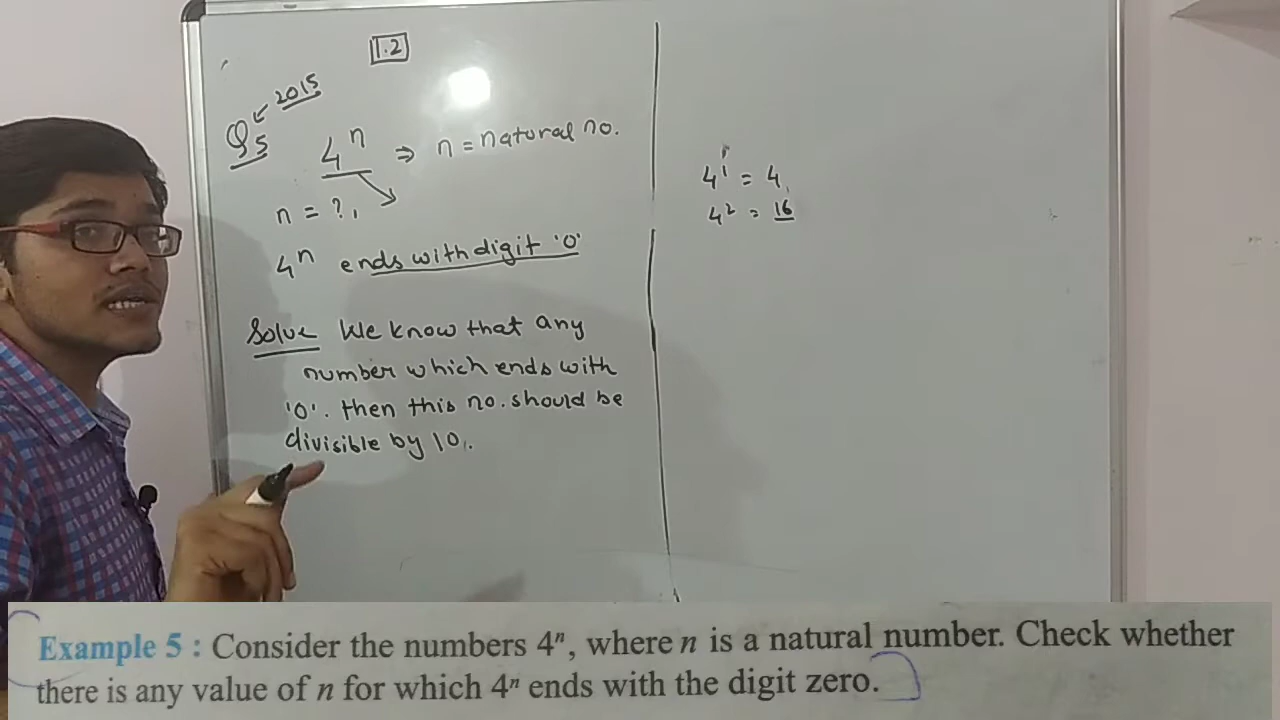 1.2
2015
Q5 4ⁿ ⇒ n = natural no.
n = ?,
4ⁿ ends with digit '0'
Solve We know that any
number which ends with
'0'. then this no. should be
divisible by 10.
4¹ = 4
4² = 16
Example 5 : Consider the numbers 4ⁿ, where n is a natural number. Check whether
there is any value of n for which 4ⁿ ends with the digit zero.